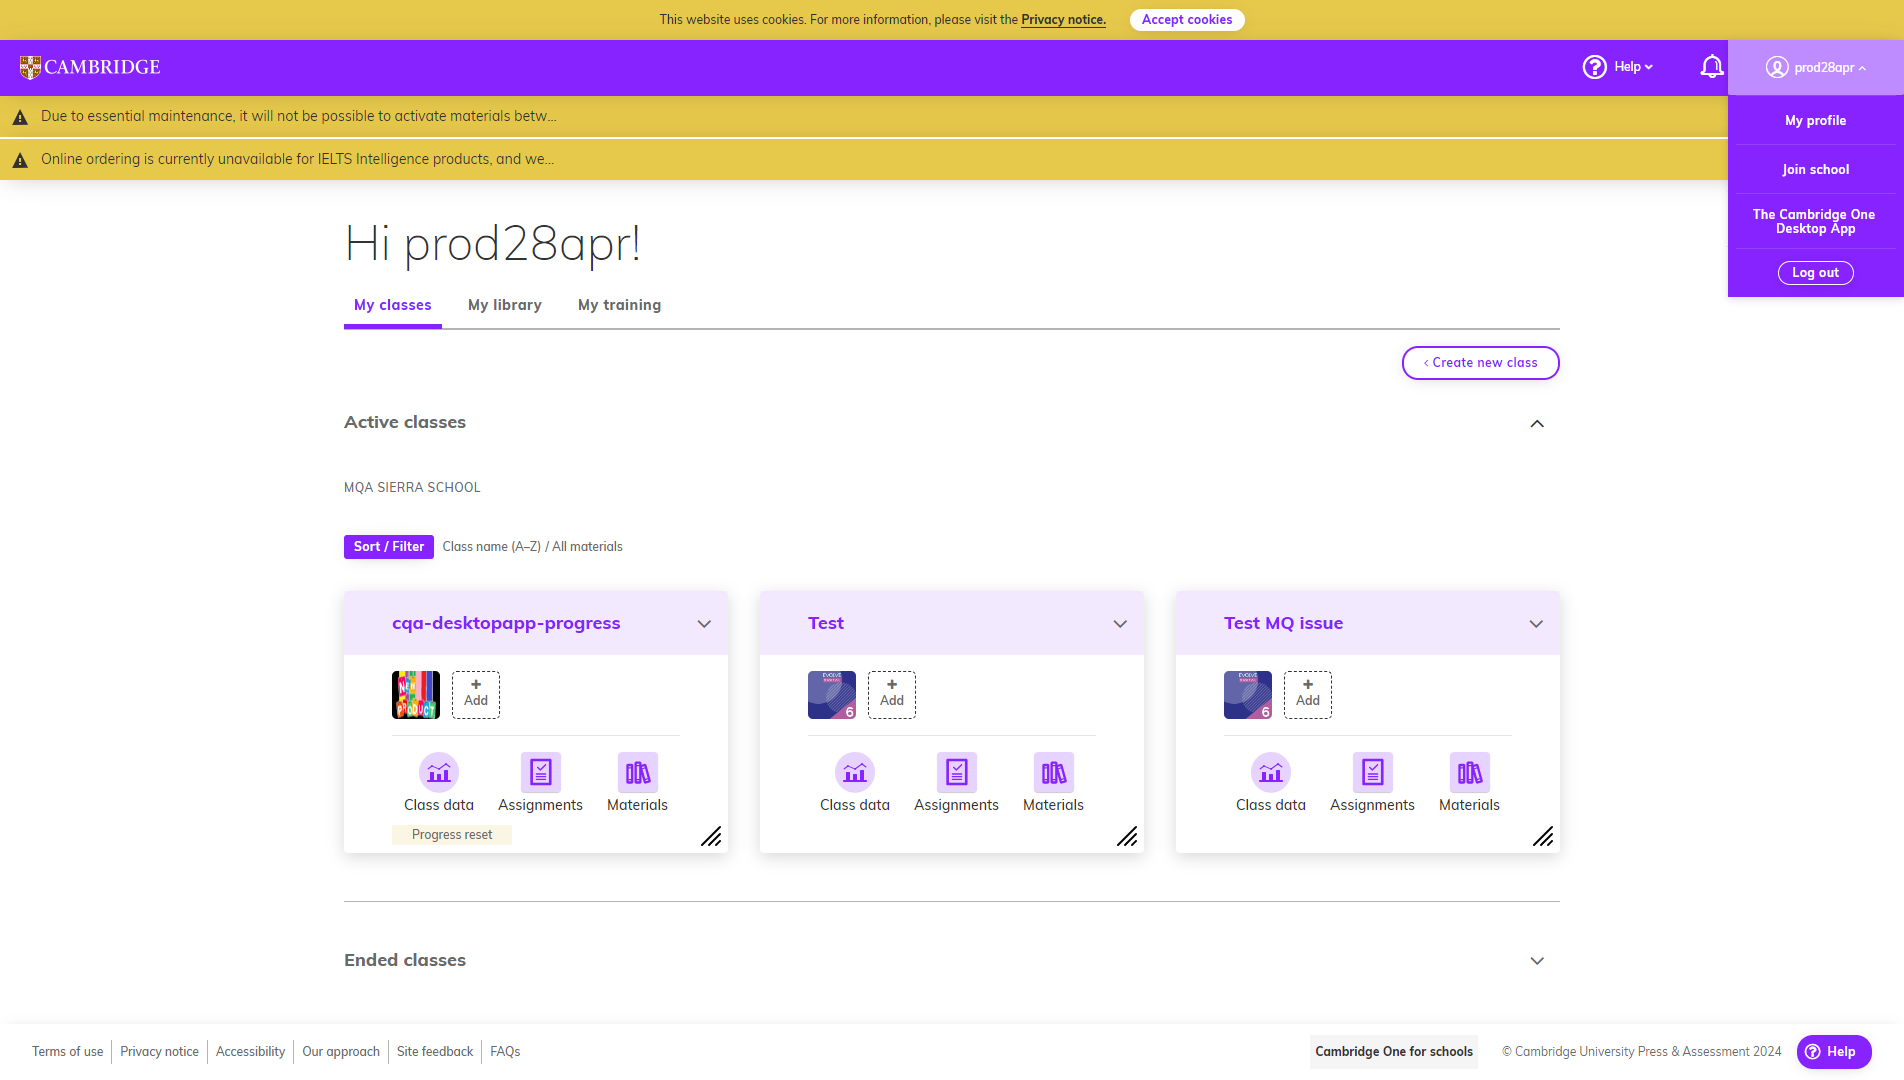 This website uses cookies. For more information, please visit the Privacy notice. Accept cookies
CAMBRIDGE
Help
prod28apr
Due to essential maintenance, it will not be possible to activate materials betw...
Online ordering is currently unavailable for IELTS Intelligence products, and we...
My profile
Join school
The Cambridge One
Desktop App
Log out
Hi prod28apr!
My classes
My library
My training
‹ Create new class
Active classes
MQA SIERRA SCHOOL
Sort / Filter
Class name (A–Z) / All materials
cqa-desktopapp-progress
NEW PRODUCT
+ Add
Class data
Assignments
Materials
Progress reset
Test
EVOLVE
6
+ Add
Class data
Assignments
Materials
Test MQ issue
EVOLVE
6
+ Add
Class data
Assignments
Materials
Ended classes
Terms of use
Privacy notice
Accessibility
Our approach
Site feedback
FAQs
Cambridge One for schools
© Cambridge University Press & Assessment 2024
Help